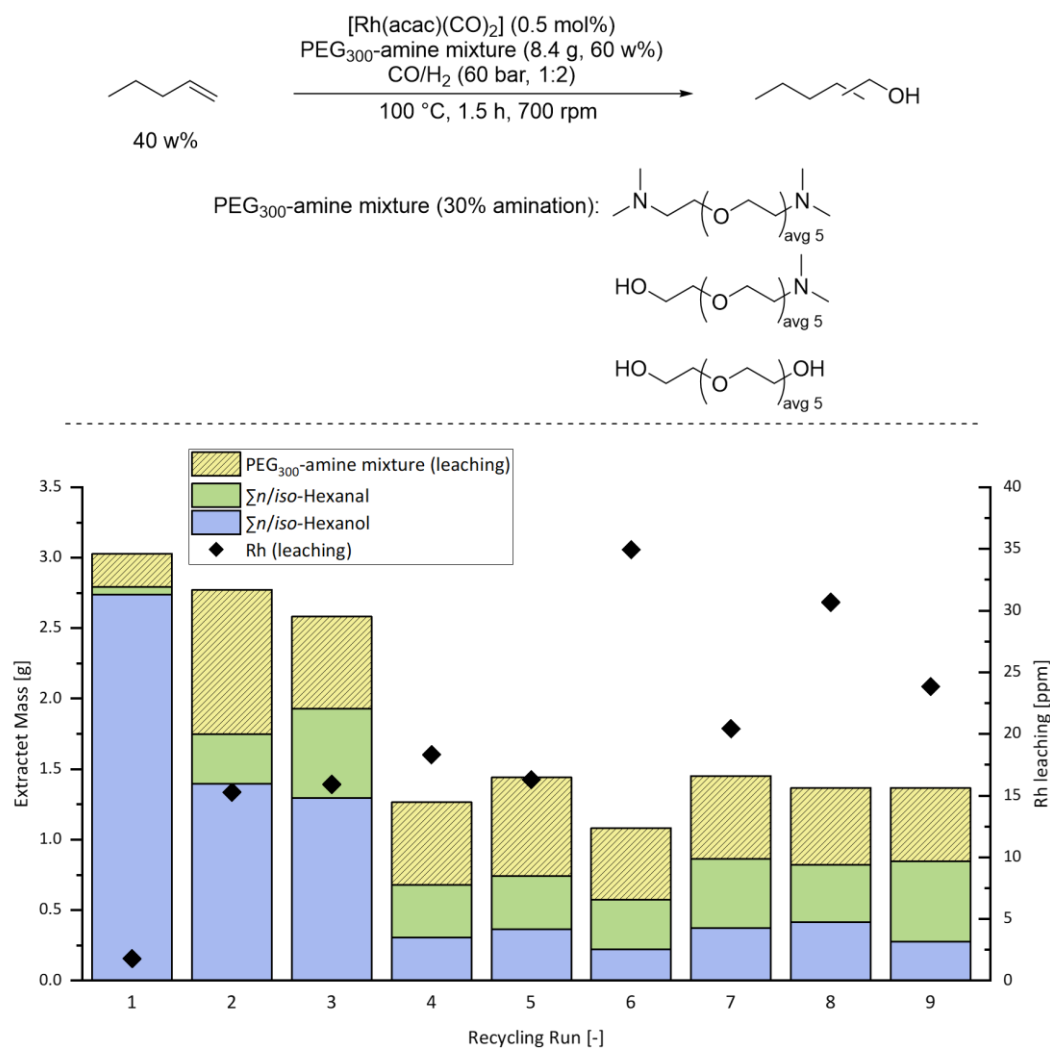 [Rh(acac)(CO)₂] (0.5 mol%)
PEG₃₀₀-amine mixture (8.4 g, 60 w%)
CO/H₂ (60 bar, 1:2)
100 °C, 1.5 h, 700 rpm
40 w%
OH
PEG₃₀₀-amine mixture (30% amination):
N O N
avg 5
HO O N
avg 5
HO O OH
avg 5
PEG₃₀₀-amine mixture (leaching)
∑n/iso-Hexanal
∑n/iso-Hexanol
Rh (leaching)
Extractet Mass [g]
3.5
3.0
2.5
2.0
1.5
1.0
0.5
0.0
40
35
30
25
20
15
10
5
0
Rh leaching [ppm]
1 2 3 4 5 6 7 8 9
Recycling Run [-]